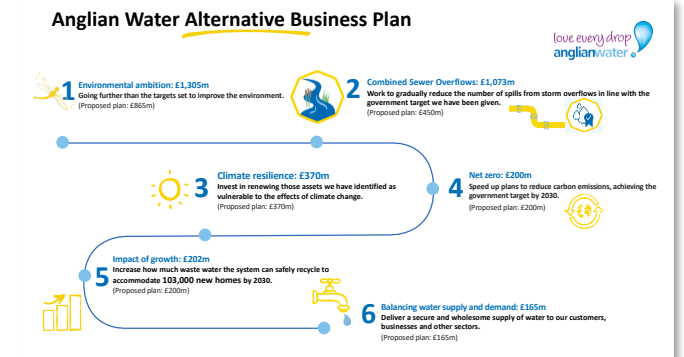 Anglian Water Alternative Business Plan
love every drop
anglianwater
1
Environmental ambition: £1,305m
Going further than the targets set to improve the environment.
(Proposed plan: £865m)
2
Combined Sewer Overflows: £1,073m
Work to gradually reduce the number of spills from storm overflows in line with the
government target we have been given.
(Proposed plan: £450m)
3
Climate resilience: £370m
Invest in renewing those assets we have identified as
vulnerable to the effects of climate change.
(Proposed plan: £370m)
4
Net zero: £200m
Speed up plans to reduce carbon emissions, achieving the
government target by 2030.
(Proposed plan: £200m)
5
Impact of growth: £202m
Increase how much waste water the system can safely recycle to
accommodate 103,000 new homes by 2030.
(Proposed plan: £200m)
6
Balancing water supply and demand: £165m
Deliver a secure and wholesome supply of water to our customers,
businesses and other sectors.
(Proposed plan: £165m)